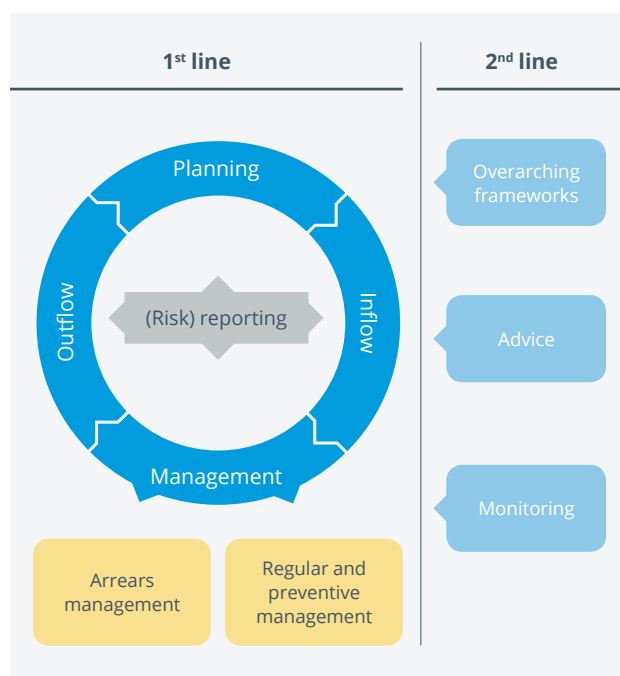 1st line
2nd line
Planning
Inflow
Management
Outflow
(Risk) reporting
Arrears
management
Regular and
preventive
management
Overarching
frameworks
Advice
Monitoring